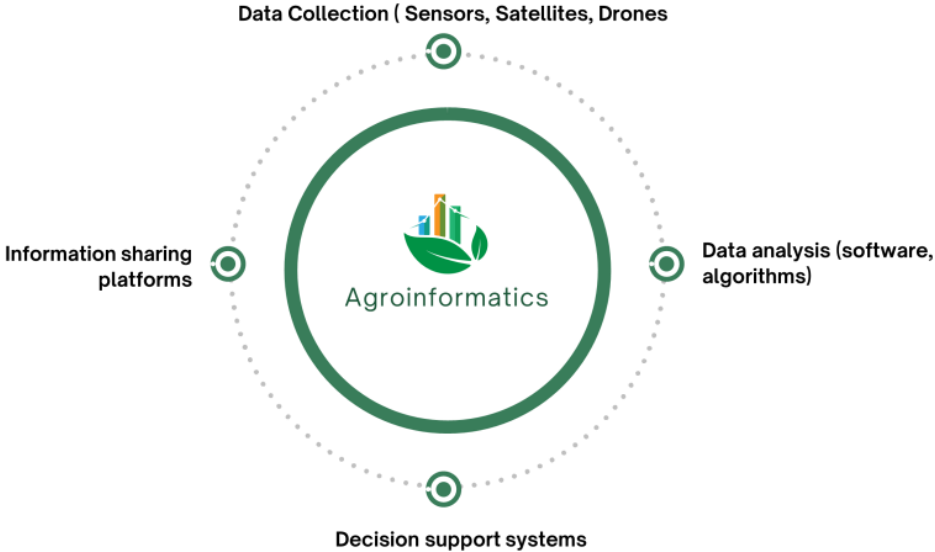 Data Collection ( Sensors, Satellites, Drones
Information sharing
platforms
Data analysis (software,
algorithms)
Agroinformatics
Decision support systems